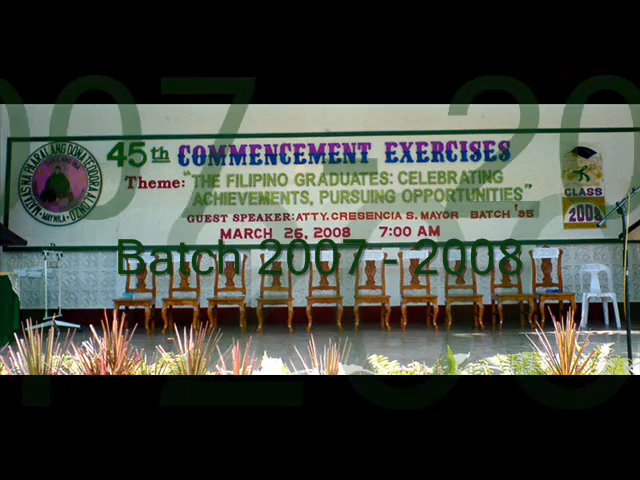 45th COMMENCEMENT EXERCISES
Theme: "THE FILIPINO GRADUATES: CELEBRATING
ACHIEVEMENTS, PURSUING OPPORTUNITIES"
GUEST SPEAKER: ATTY. CRESENCIA S. MAYOR BATCH '85
MARCH 26, 2008 7:00 AM
MAYNILA
CLASS
2008
Batch 2007 - 2008